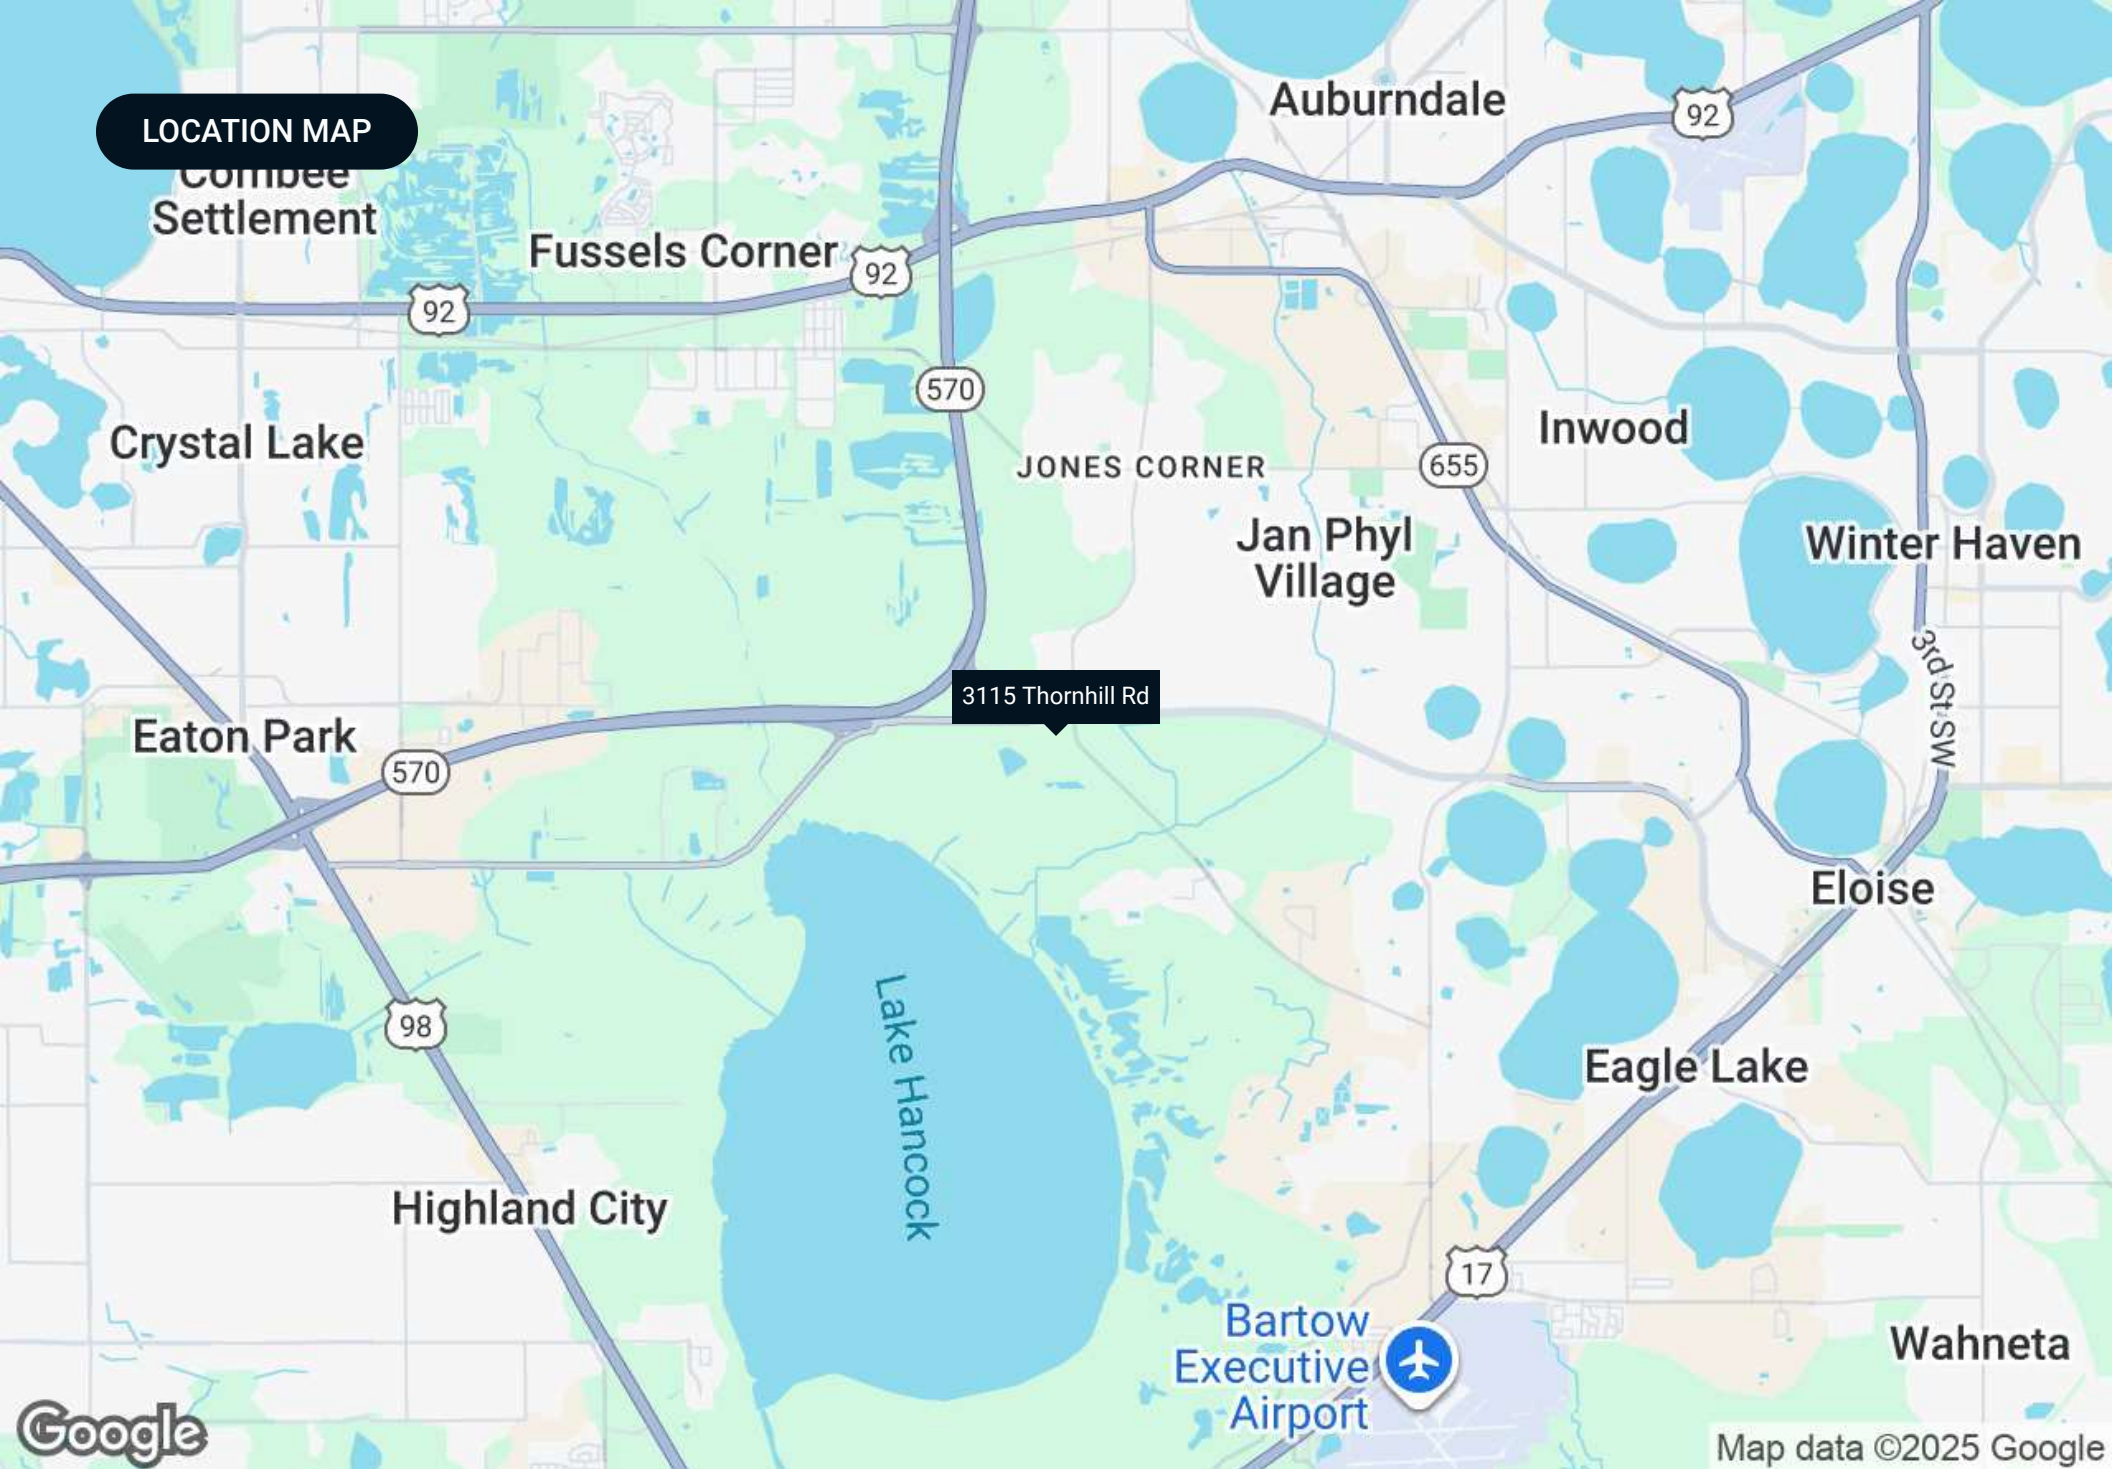 Auburndale
92
LOCATION MAP
Combee
Settlement
Fussels Corner
92
92
570
Crystal Lake
JONES CORNER
655
Inwood
Jan Phyl
Village
Winter Haven
3rd St SW
3115 Thornhill Rd
Eaton Park
570
Eloise
Lake Hancock
98
Eagle Lake
Highland City
17
Bartow
Executive
Airport
Wahneta
Google
Map data ©2025 Google